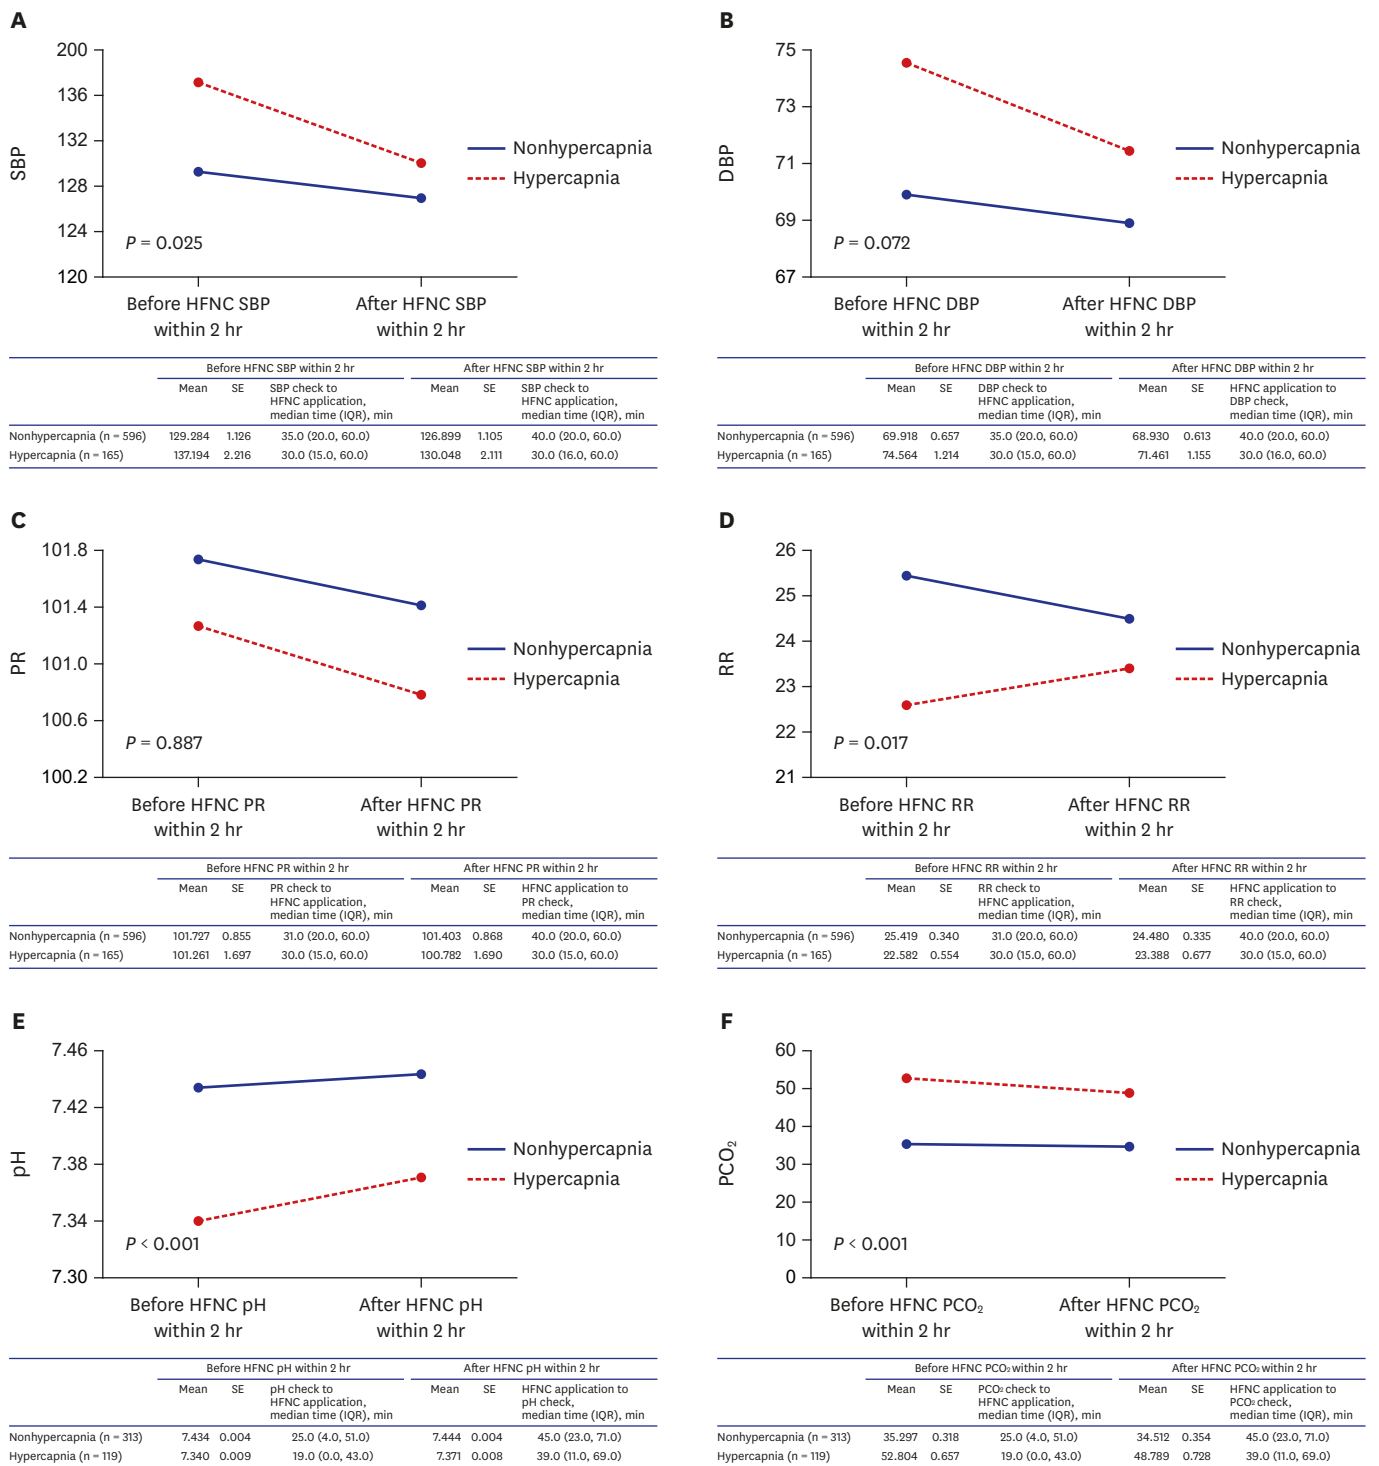 A
SBP
200
136
132
128
124
120
P = 0.025
Nonhypercapnia
Hypercapnia
Before HFNC SBP
within 2 hr
After HFNC SBP
within 2 hr
Before HFNC SBP within 2 hr After HFNC SBP within 2 hr
Mean SE SBP check to Mean SE SBP check to
HFNC application, HFNC application,
median time (IQR), min median time (IQR), min
Nonhypercapnia (n = 596) 129.284 1.126 35.0 (20.0, 60.0) 126.899 1.105 40.0 (20.0, 60.0)
Hypercapnia (n = 165) 137.194 2.216 30.0 (15.0, 60.0) 130.048 2.111 30.0 (16.0, 60.0)
B
DBP
75
73
71
69
67
P = 0.072
Nonhypercapnia
Hypercapnia
Before HFNC DBP
within 2 hr
After HFNC DBP
within 2 hr
Before HFNC DBP within 2 hr After HFNC DBP within 2 hr
Mean SE DBP check to Mean SE HFNC application to
HFNC application, DBP check,
median time (IQR), min median time (IQR), min
Nonhypercapnia (n = 596) 69.918 0.657 35.0 (20.0, 60.0) 68.930 0.613 40.0 (20.0, 60.0)
Hypercapnia (n = 165) 74.564 1.214 30.0 (15.0, 60.0) 71.461 1.155 30.0 (16.0, 60.0)
C
PR
101.8
101.4
101.0
100.6
100.2
P = 0.887
Nonhypercapnia
Hypercapnia
Before HFNC PR
within 2 hr
After HFNC PR
within 2 hr
Before HFNC PR within 2 hr After HFNC PR within 2 hr
Mean SE PR check to Mean SE HFNC application to
HFNC application, PR check,
median time (IQR), min median time (IQR), min
Nonhypercapnia (n = 596) 101.727 0.855 31.0 (20.0, 60.0) 101.403 0.868 40.0 (20.0, 60.0)
Hypercapnia (n = 165) 101.261 1.697 30.0 (15.0, 60.0) 100.782 1.690 30.0 (15.0, 60.0)
D
RR
26
25
24
23
22
21
P = 0.017
Nonhypercapnia
Hypercapnia
Before HFNC RR
within 2 hr
After HFNC RR
within 2 hr
Before HFNC RR within 2 hr After HFNC RR within 2 hr
Mean SE RR check to Mean SE HFNC application to
HFNC application, RR check,
median time (IQR), min median time (IQR), min
Nonhypercapnia (n = 596) 25.419 0.340 31.0 (20.0, 60.0) 24.480 0.335 40.0 (20.0, 60.0)
Hypercapnia (n = 165) 22.582 0.554 30.0 (15.0, 60.0) 23.388 0.677 30.0 (15.0, 60.0)
E
pH
7.46
7.42
7.38
7.34
7.30
P < 0.001
Nonhypercapnia
Hypercapnia
Before HFNC pH
within 2 hr
After HFNC pH
within 2 hr
Before HFNC pH within 2 hr After HFNC pH within 2 hr
Mean SE pH check to Mean SE HFNC application to
HFNC application, pH check,
median time (IQR), min median time (IQR), min
Nonhypercapnia (n = 313) 7.434 0.004 25.0 (4.0, 51.0) 7.444 0.004 45.0 (23.0, 71.0)
Hypercapnia (n = 119) 7.340 0.009 19.0 (0.0, 43.0) 7.371 0.008 39.0 (11.0, 69.0)
F
PCO₂
60
50
40
30
20
10
0
P < 0.001
Nonhypercapnia
Hypercapnia
Before HFNC PCO₂
within 2 hr
After HFNC PCO₂
within 2 hr
Before HFNC PCO₂ within 2 hr After HFNC PCO₂ within 2 hr
Mean SE PCO₂ check to Mean SE HFNC application to
HFNC application, PCO₂ check,
median time (IQR), min median time (IQR), min
Nonhypercapnia (n = 313) 35.297 0.318 25.0 (4.0, 51.0) 34.512 0.354 45.0 (23.0, 71.0)
Hypercapnia (n = 119) 52.804 0.657 19.0 (0.0, 43.0) 48.789 0.728 39.0 (11.0, 69.0)